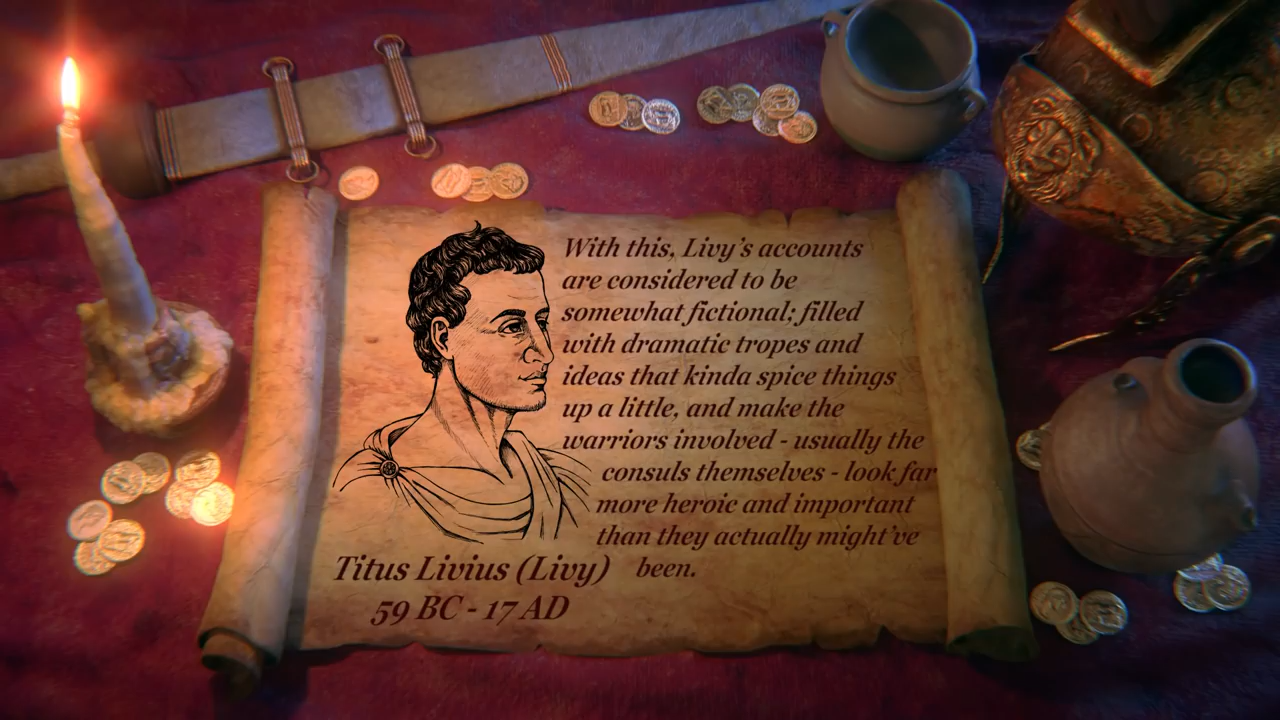 With this, Livy's accounts
are considered to be
somewhat fictional; filled
with dramatic tropes and
ideas that kinda spice things
up a little, and make the
warriors involved - usually the
consuls themselves - look far
more heroic and important
than they actually might've
been.
Titus Livius (Livy)
59 BC - 17 AD